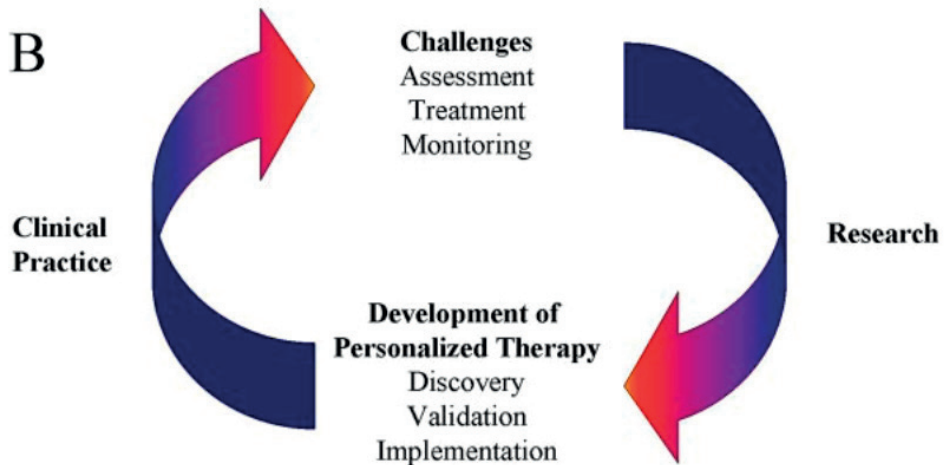 B
Challenges
Assessment
Treatment
Monitoring
Clinical
Practice
Research
Development of
Personalized Therapy
Discovery
Validation
Implementation